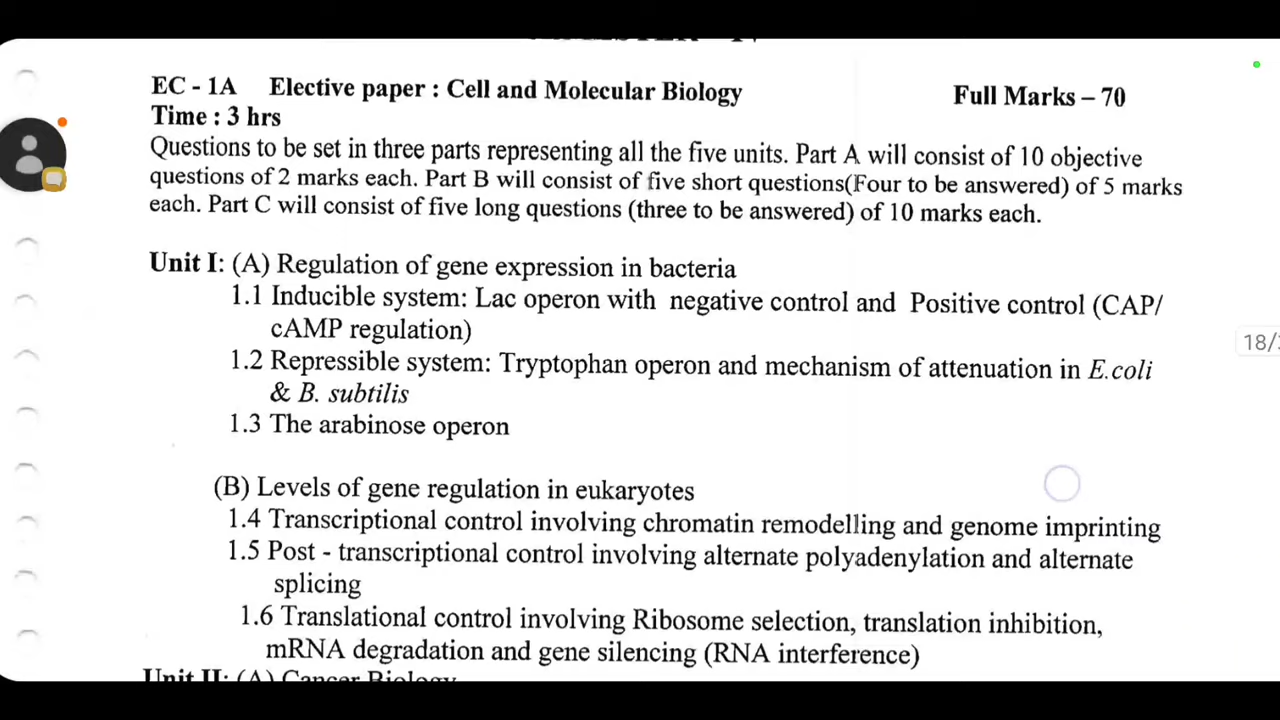 EC - 1A Elective paper : Cell and Molecular Biology Full Marks – 70
Time : 3 hrs
Questions to be set in three parts representing all the five units. Part A will consist of 10 objective
questions of 2 marks each. Part B will consist of five short questions(Four to be answered) of 5 marks
each. Part C will consist of five long questions (three to be answered) of 10 marks each.
Unit I: (A) Regulation of gene expression in bacteria
1.1 Inducible system: Lac operon with negative control and Positive control (CAP/
cAMP regulation)
1.2 Repressible system: Tryptophan operon and mechanism of attenuation in E.coli
& B. subtilis
1.3 The arabinose operon
(B) Levels of gene regulation in eukaryotes
1.4 Transcriptional control involving chromatin remodelling and genome imprinting
1.5 Post - transcriptional control involving alternate polyadenylation and alternate
splicing
1.6 Translational control involving Ribosome selection, translation inhibition,
mRNA degradation and gene silencing (RNA interference)
Unit II: (A) Cancer Biology
18/